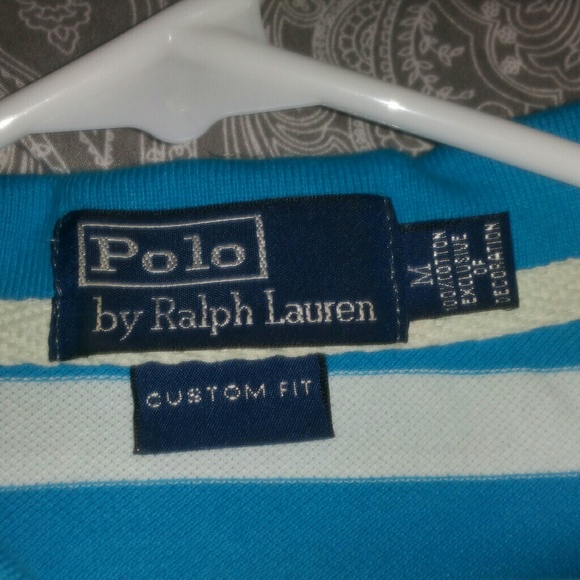 Polo
by Ralph Lauren
M
100% COTTON
EXCLUSIVE
OF
DECORATION
CUSTOM FIT